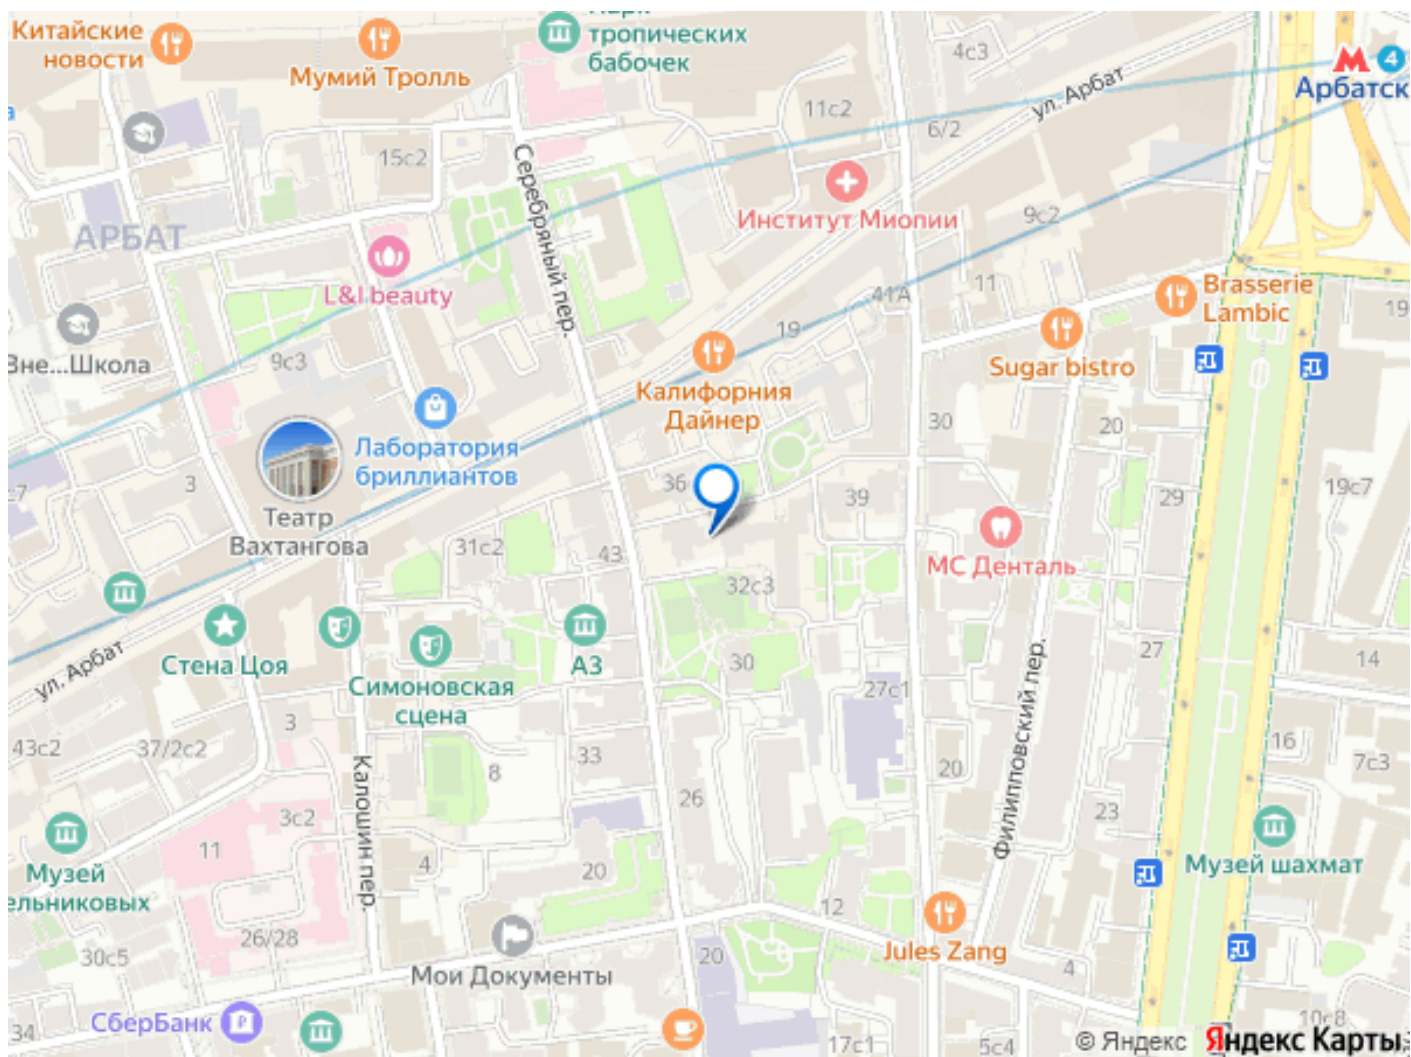 Китайские
новости
Мумий Тролль
тропических
бабочек
4с3
ул. Арбат
4
Арбатск
11с2
6/2
15с2
Серебряный пер.
Институт Миопии
9с2
АРБАТ
L&I beauty
11
41А
19
Brasserie
Lambic
19
Sugar bistro
Вне...Школа
9с3
Калифорния
Дайнер
30
20
Лаборатория
бриллиантов
3
36
39
29
19с7
Театр
Вахтангова
31с2
43
МС Денталь
32с3
ул. Арбат
Стена Цоя
Симоновская
сцена
А3
30
27с1
27
14
Филипповский пер.
43с2
37/2с2
3
33
8
16
7с3
20
26
23
Калошин пер.
3с2
11
4
20
Музей
ельниковых
Музей шахмат
12
26/28
30с5
Мои Документы
20
Jules Zang
4
34
СберБанк
17с1
5с4
10с8
© Яндекс
Яндекс Карты